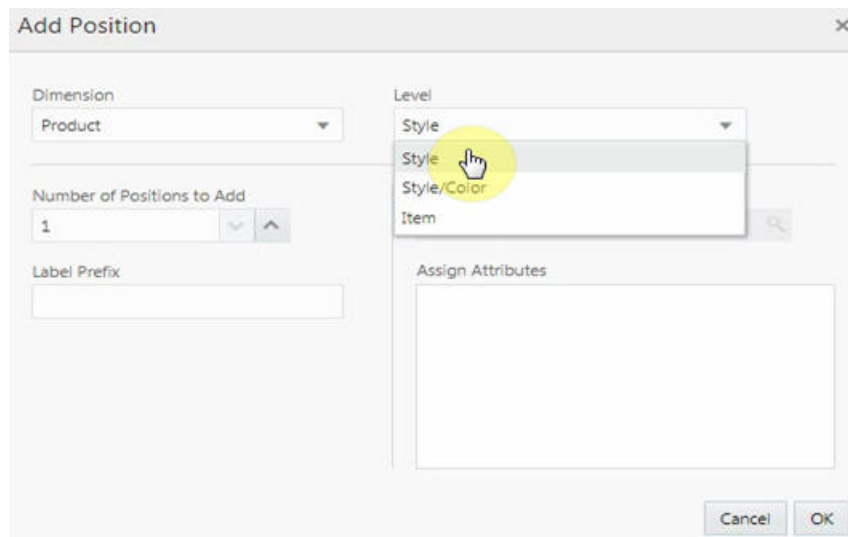 Add Position
Dimension
Product
Level
Style
Style
Style/Color
Item
Number of Positions to Add
1
Label Prefix
Assign Attributes
Cancel
OK